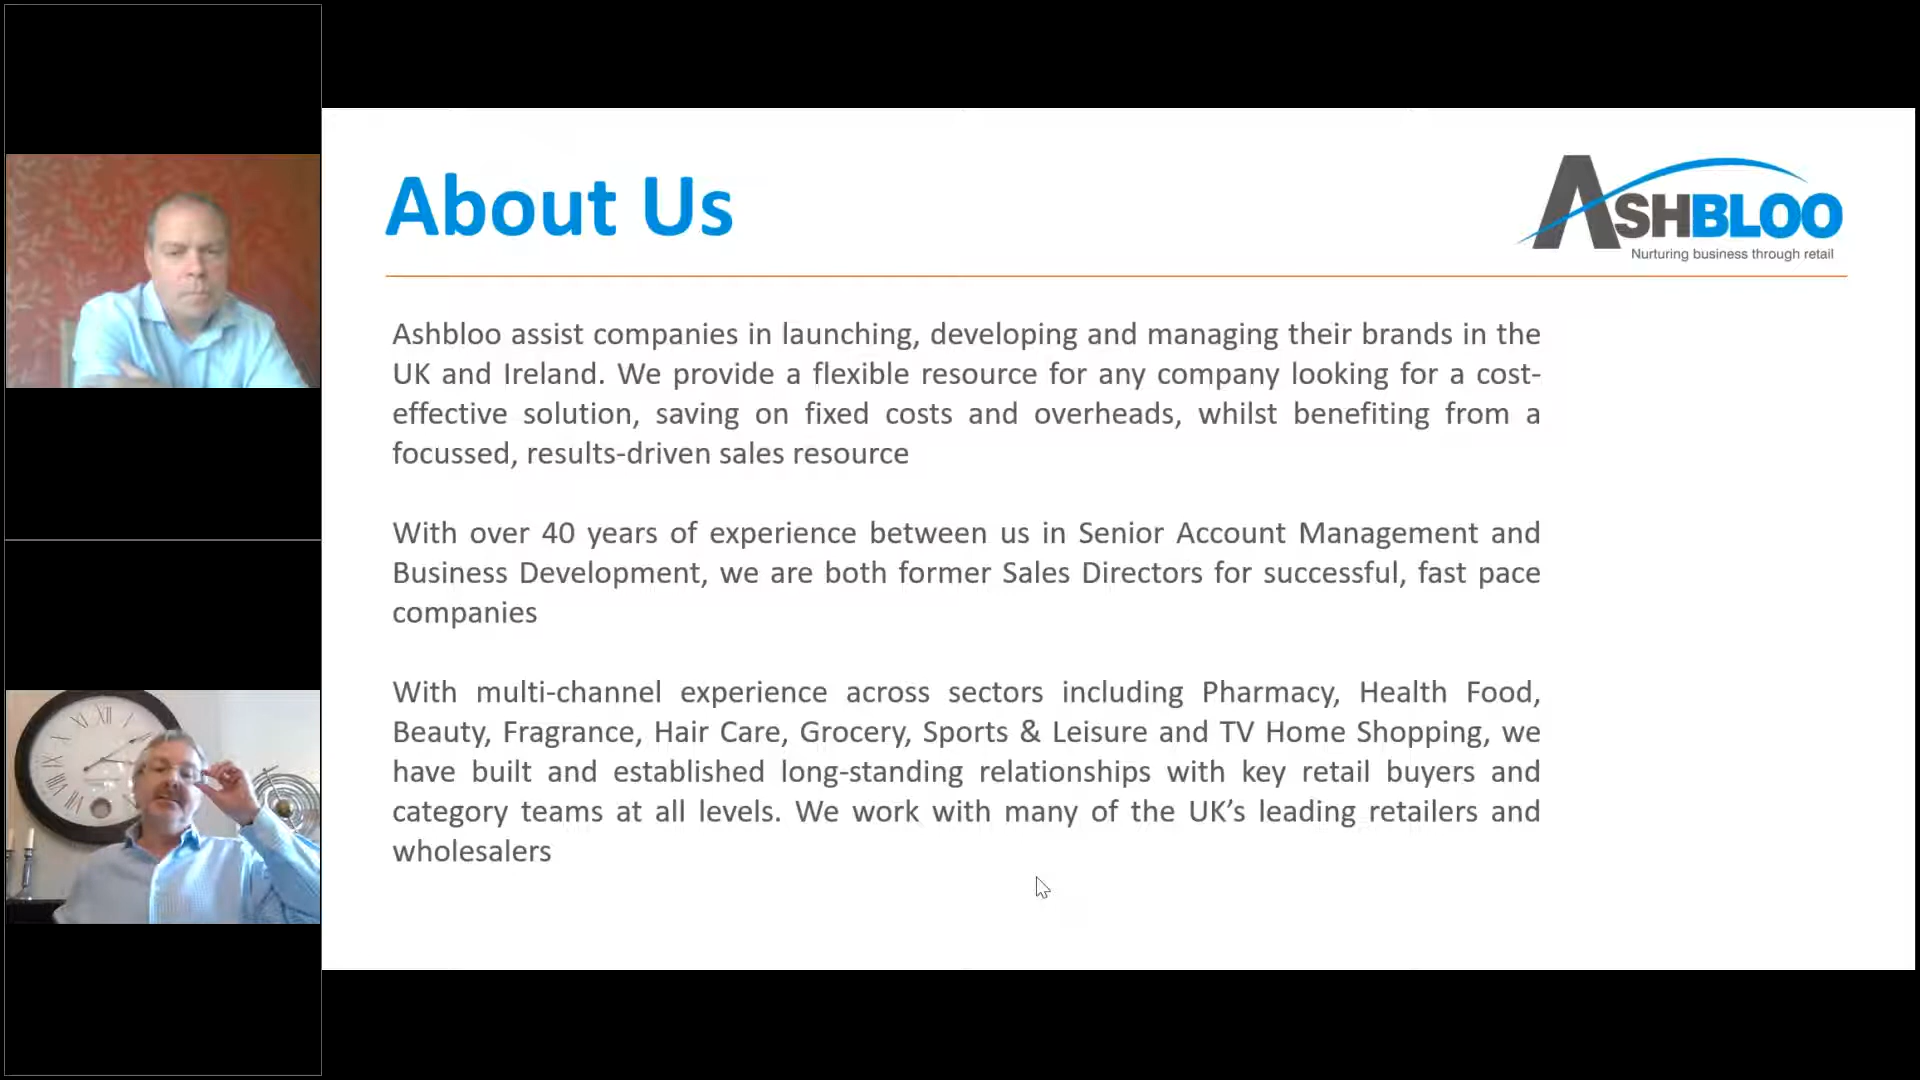 About Us
ASHBLOO
Nurturing business through retail
Ashbloo assist companies in launching, developing and managing their brands in the
UK and Ireland. We provide a flexible resource for any company looking for a cost-
effective solution, saving on fixed costs and overheads, whilst benefiting from a
focussed, results-driven sales resource
With over 40 years of experience between us in Senior Account Management and
Business Development, we are both former Sales Directors for successful, fast pace
companies
With multi-channel experience across sectors including Pharmacy, Health Food,
Beauty, Fragrance, Hair Care, Grocery, Sports & Leisure and TV Home Shopping, we
have built and established long-standing relationships with key retail buyers and
category teams at all levels. We work with many of the UK’s leading retailers and
wholesalers